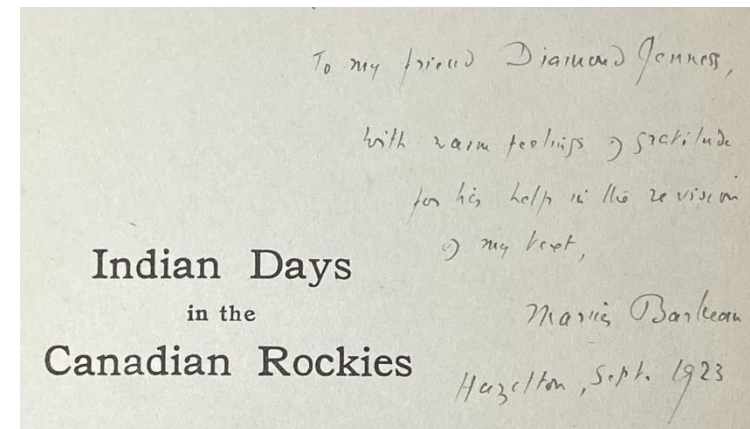 To my friend Diamond Jenness,
with warm feelings of gratitude
for his help in the revision
of my text,
Marius Barbeau
Hazelton, Sept. 1923
Indian Days
in the
Canadian Rockies